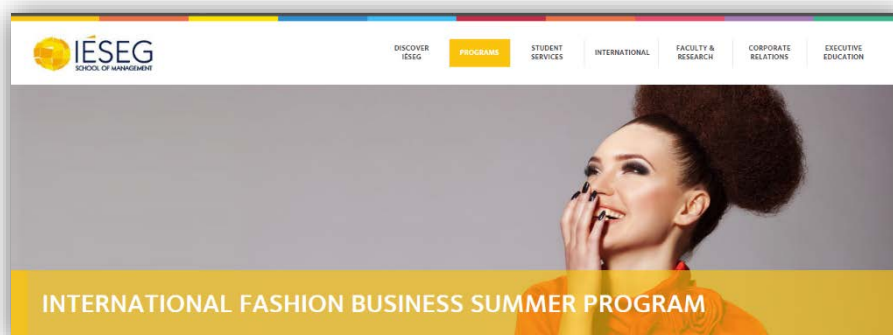 IÉSEG
SCHOOL OF MANAGEMENT
DISCOVER
IÉSEG
PROGRAMS
STUDENT
SERVICES
INTERNATIONAL
FACULTY &
RESEARCH
CORPORATE
RELATIONS
EXECUTIVE
EDUCATION
INTERNATIONAL FASHION BUSINESS SUMMER PROGRAM